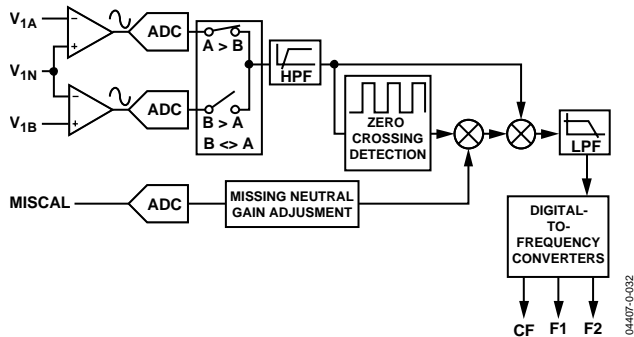 V1A
−
+
ADC
A > B
V1N
HPF
−
+
V1B
ADC
B > A
B <> A
ZERO
CROSSING
DETECTION
LPF
MISCAL
ADC
MISSING NEUTRAL
GAIN ADJUSMENT
DIGITAL-
TO-
FREQUENCY
CONVERTERS
CF F1 F2
04407-0-032